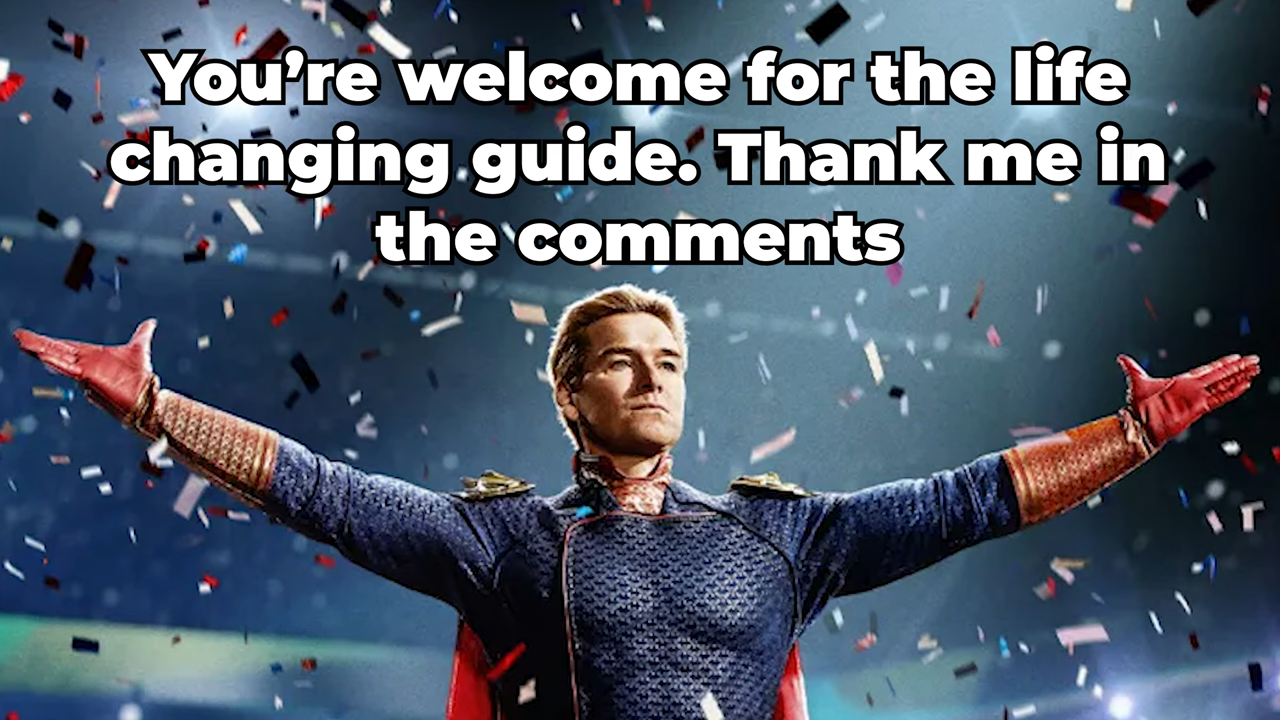 You’re welcome for the life
changing guide. Thank me in
the comments